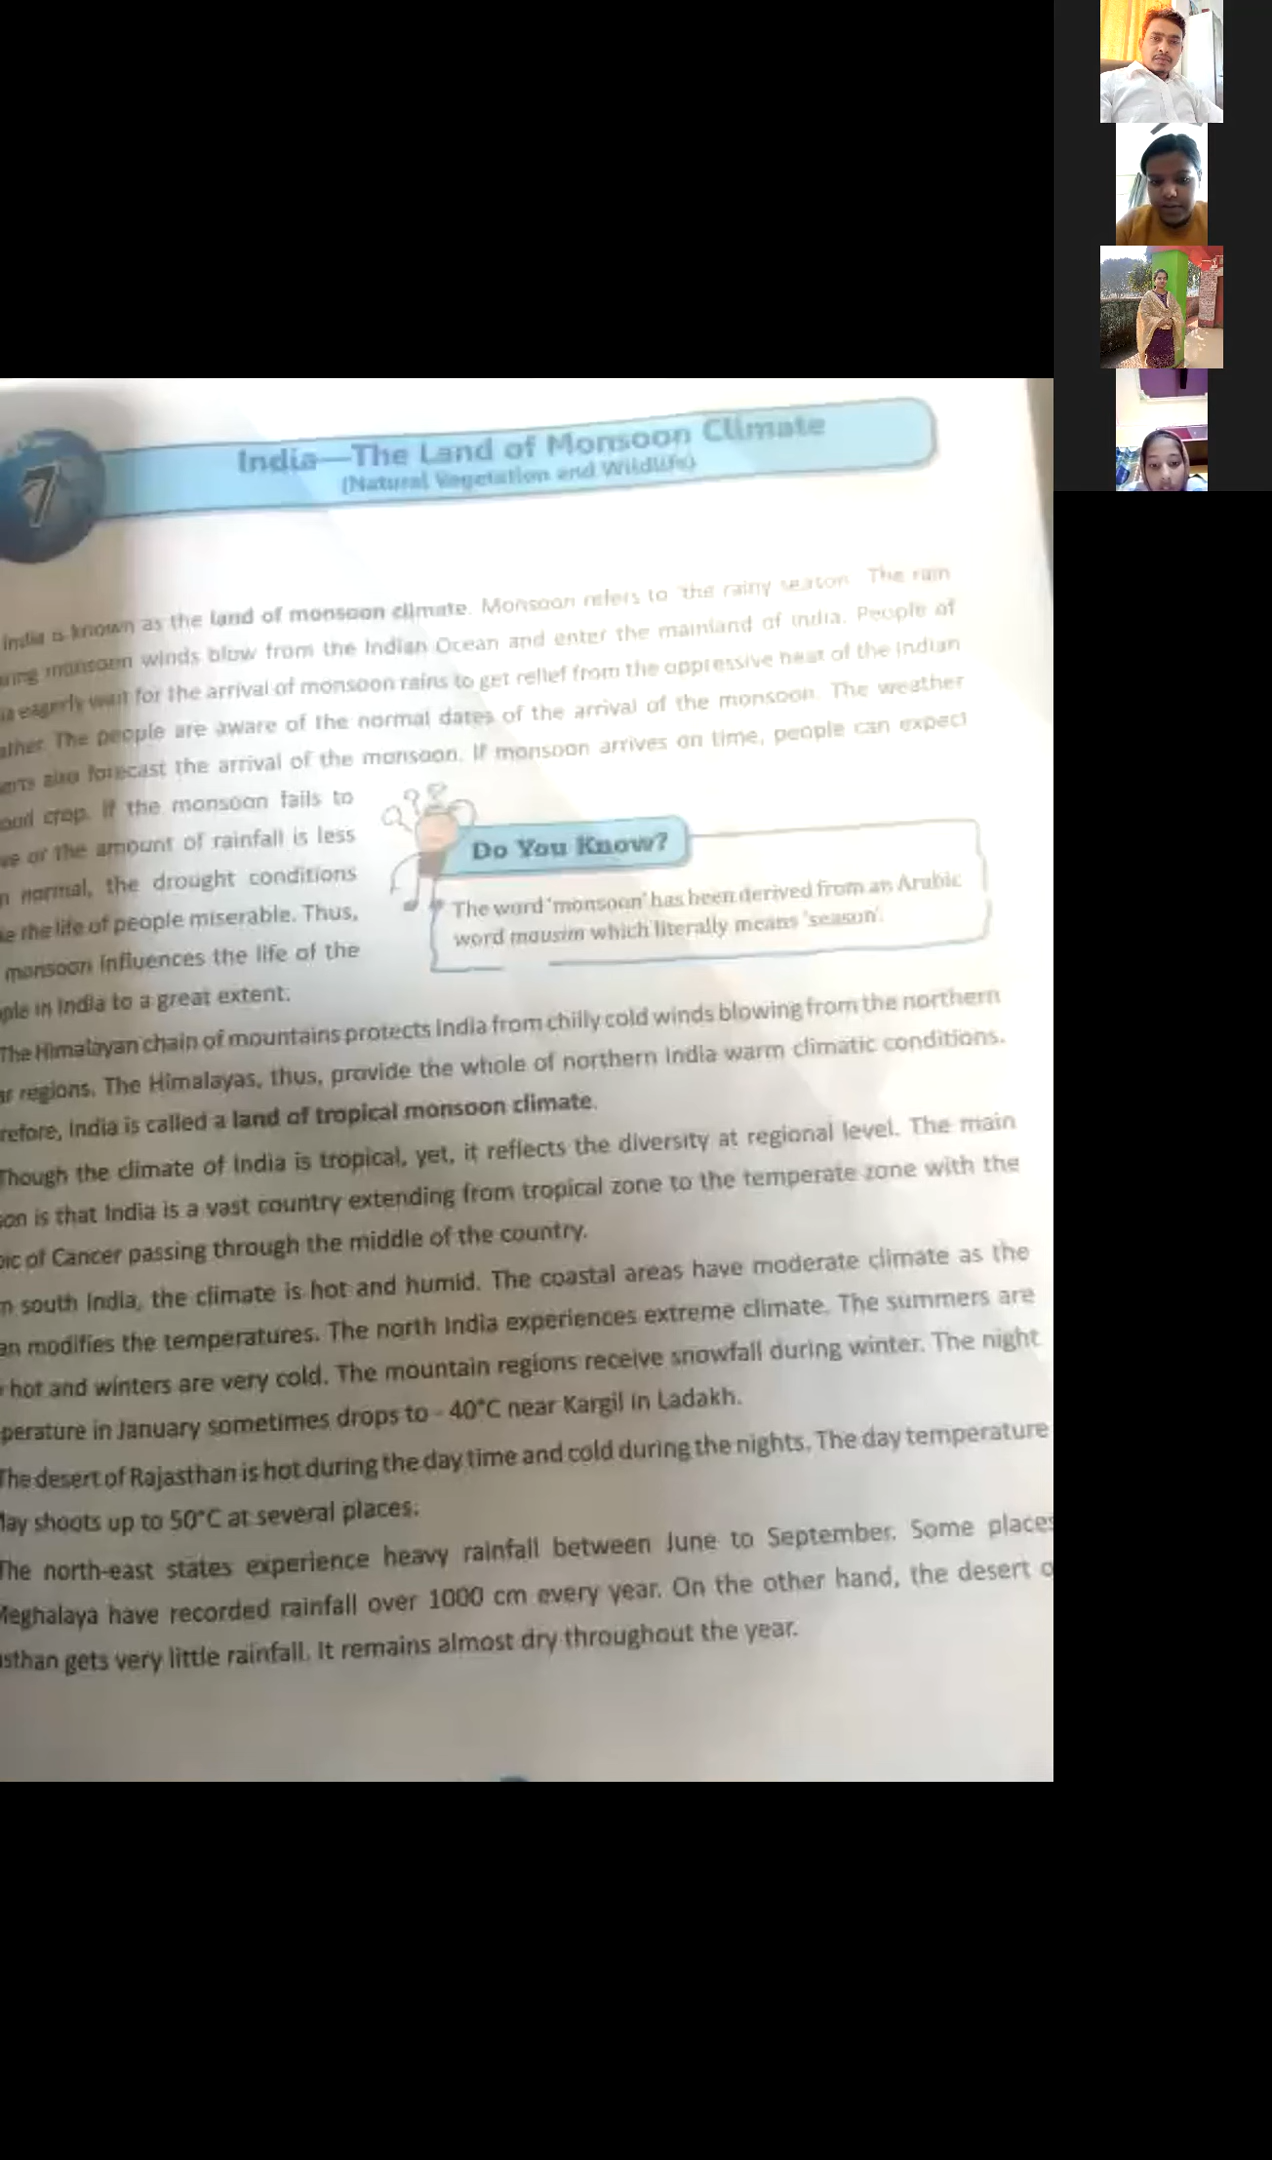 7
India—The Land of Monsoon Climate
(Natural Vegetation and Wildlife)
India is known as the land of monsoon climate. Monsoon refers to 'the rainy season. The rain
ring monsoon winds blow from the Indian Ocean and enter the mainland of India. People of
ia eagerly wait for the arrival of monsoon rains to get relief from the oppressive heat of the Indian
ather. The people are aware of the normal dates of the arrival of the monsoon. The weather
erts also forecast the arrival of the monsoon. If monsoon arrives on time, people can expect
ood crop. If the monsoon fails to
ve or the amount of rainfall is less
n normal, the drought conditions
ke the life of people miserable. Thus,
monsoon influences the life of the
ple in India to a great extent.
Do You Know?
The word 'monsoon' has been derived from an Arabic
word mausim which literally means 'season'.
The Himalayan chain of mountains protects India from chilly cold winds blowing from the northern
ar regions. The Himalayas, thus, provide the whole of northern India warm climatic conditions.
refore, India is called a land of tropical monsoon climate.
Though the climate of India is tropical, yet, it reflects the diversity at regional level. The main
son is that India is a vast country extending from tropical zone to the temperate zone with the
pic of Cancer passing through the middle of the country.
n south India, the climate is hot and humid. The coastal areas have moderate climate as the
an modifies the temperatures. The north India experiences extreme climate. The summers are
hot and winters are very cold. The mountain regions receive snowfall during winter. The night
perature in January sometimes drops to - 40°C near Kargil in Ladakh.
The desert of Rajasthan is hot during the day time and cold during the nights. The day temperature
May shoots up to 50°C at several places.
The north-east states experience heavy rainfall between June to September. Some places
Meghalaya have recorded rainfall over 1000 cm every year. On the other hand, the desert o
asthan gets very little rainfall. It remains almost dry throughout the year.